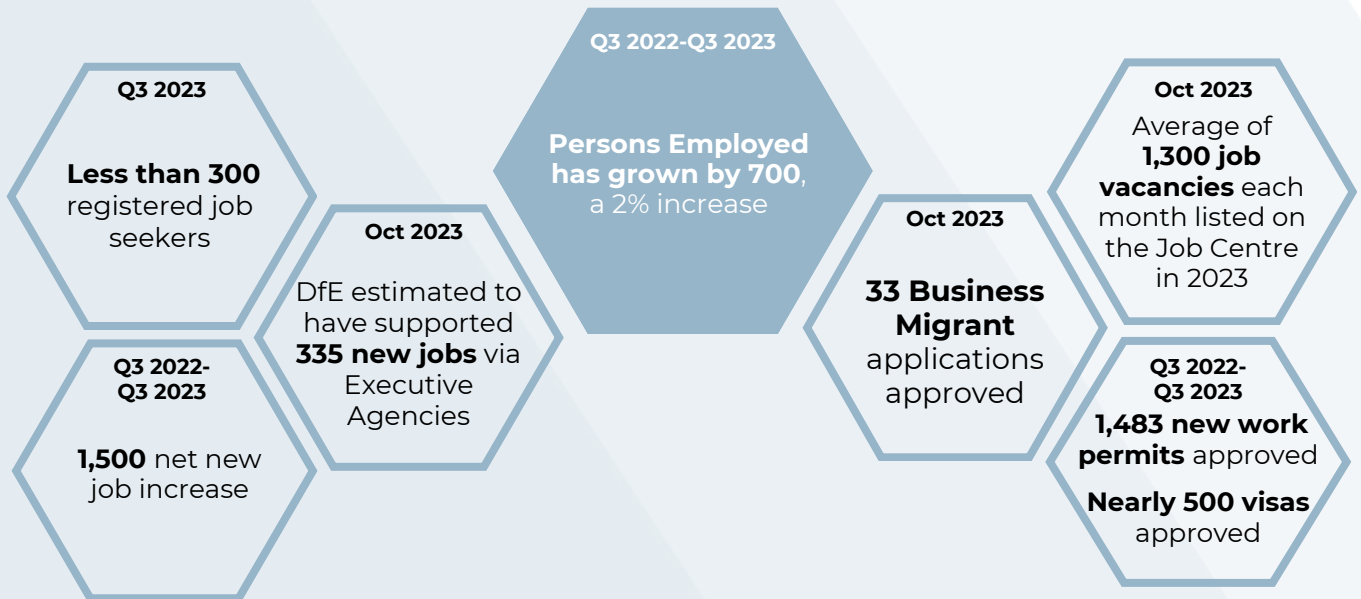 Q3 2023
Less than 300
registered job
seekers
Q3 2022-
Q3 2023
1,500 net new
job increase
Oct 2023
DfE estimated to
have supported
335 new jobs via
Executive
Agencies
Q3 2022-Q3 2023
Persons Employed
has grown by 700,
a 2% increase
Oct 2023
33 Business
Migrant
applications
approved
Oct 2023
Average of
1,300 job
vacancies each
month listed on
the Job Centre
in 2023
Q3 2022-
Q3 2023
1,483 new work
permits approved
Nearly 500 visas
approved